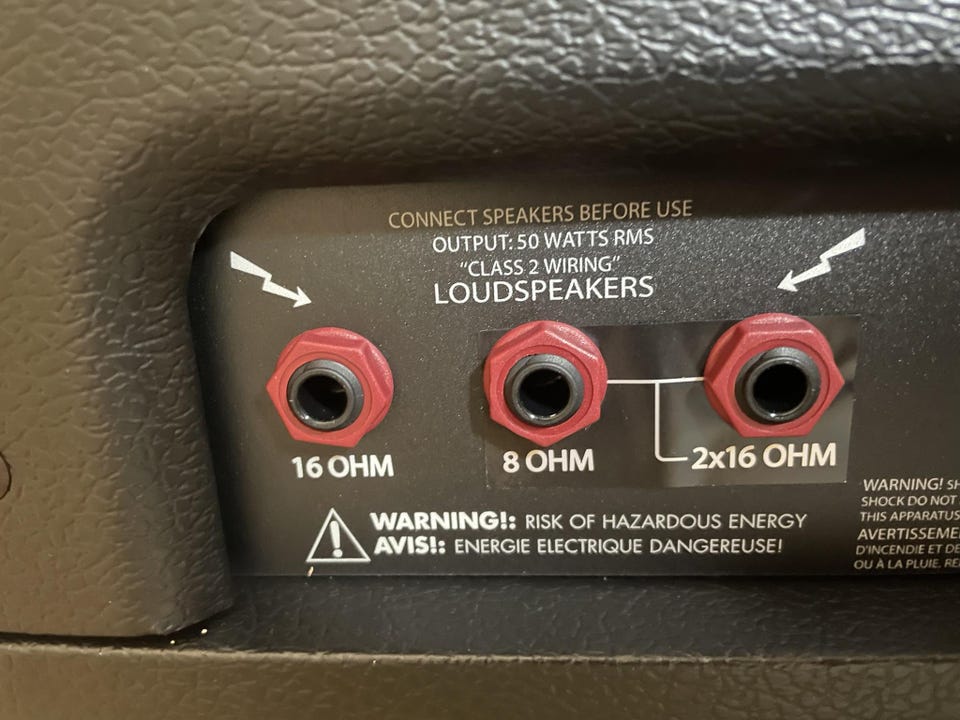 CONNECT SPEAKERS BEFORE USE
OUTPUT: 50 WATTS RMS
"CLASS 2 WIRING"
LOUDSPEAKERS
16 OHM
8 OHM
2x16 OHM
WARNING!: RISK OF HAZARDOUS ENERGY
AVIS!: ENERGIE ELECTRIQUE DANGEREUSE!
WARNING!
SHOCK DO NOT
THIS APPARATUS
D'INCENDIE ET
OU À LA PLUIE.